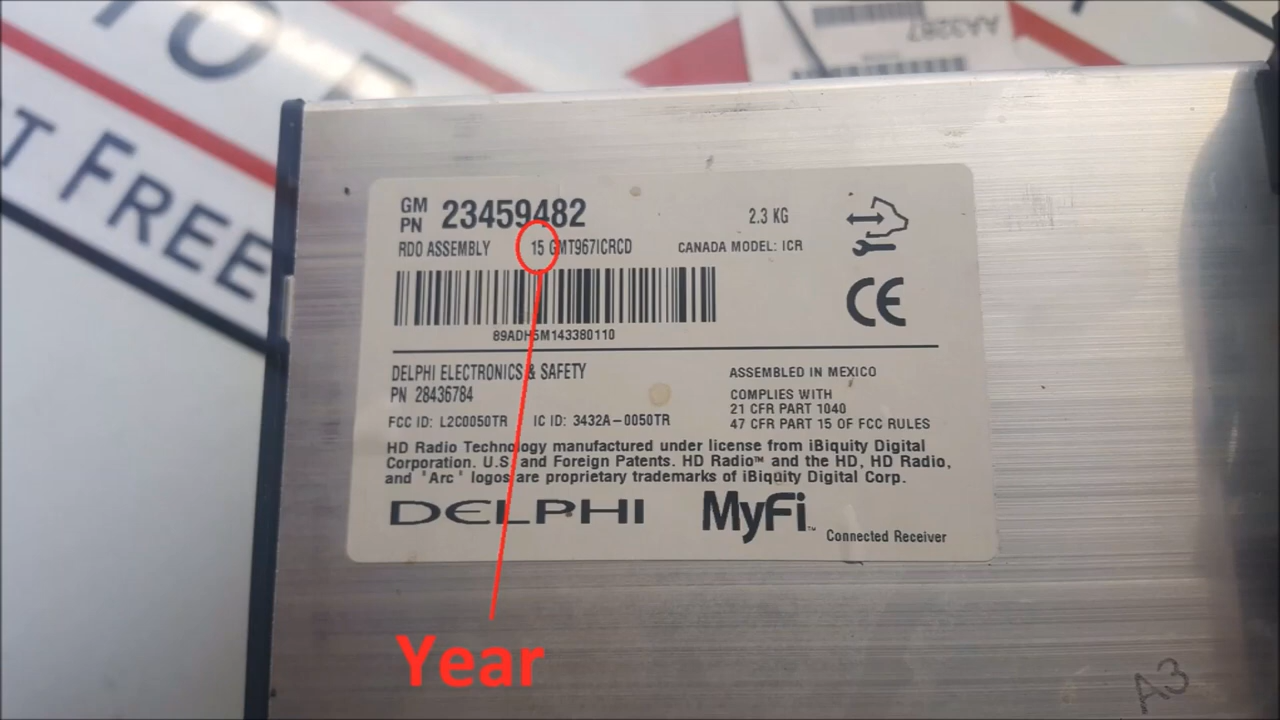 AA3287
T FREE
GM PN 23459482
2.3 KG
RDO ASSEMBLY 15 GMT967ICRCD CANADA MODEL: ICR
89ADH5M143380110
CE
DELPHI ELECTRONICS & SAFETY
PN 28436784
FCC ID: L2C0050TR IC ID: 3432A-0050TR
ASSEMBLED IN MEXICO
COMPLIES WITH
21 CFR PART 1040
47 CFR PART 15 OF FCC RULES
HD Radio Technology manufactured under license from iBiquity Digital
Corporation. U.S. and Foreign Patents. HD Radio™ and the HD, HD Radio,
and "Arc" logos are proprietary trademarks of iBiquity Digital Corp.
DELPHI
MyFi™ Connected Receiver
Year
A3